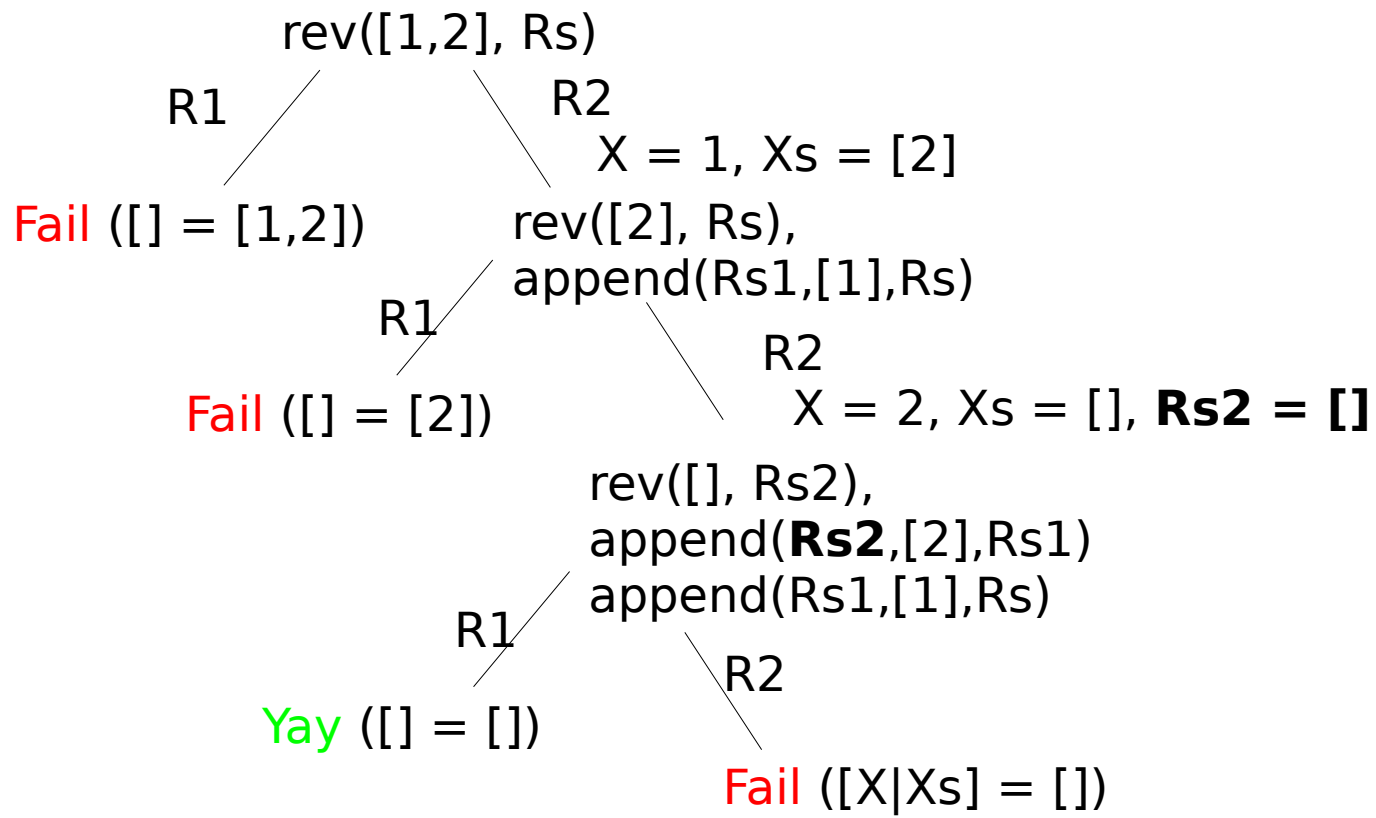 rev([1,2], Rs)
R1
R2
X = 1, Xs = [2]
Fail ([] = [1,2])
rev([2], Rs),
append(Rs1,[1],Rs)
R1
R2
Fail ([] = [2])
X = 2, Xs = [], Rs2 = []
rev([], Rs2),
append(Rs2,[2],Rs1)
append(Rs1,[1],Rs)
R1
R2
Yay ([] = [])
Fail ([X|Xs] = [])